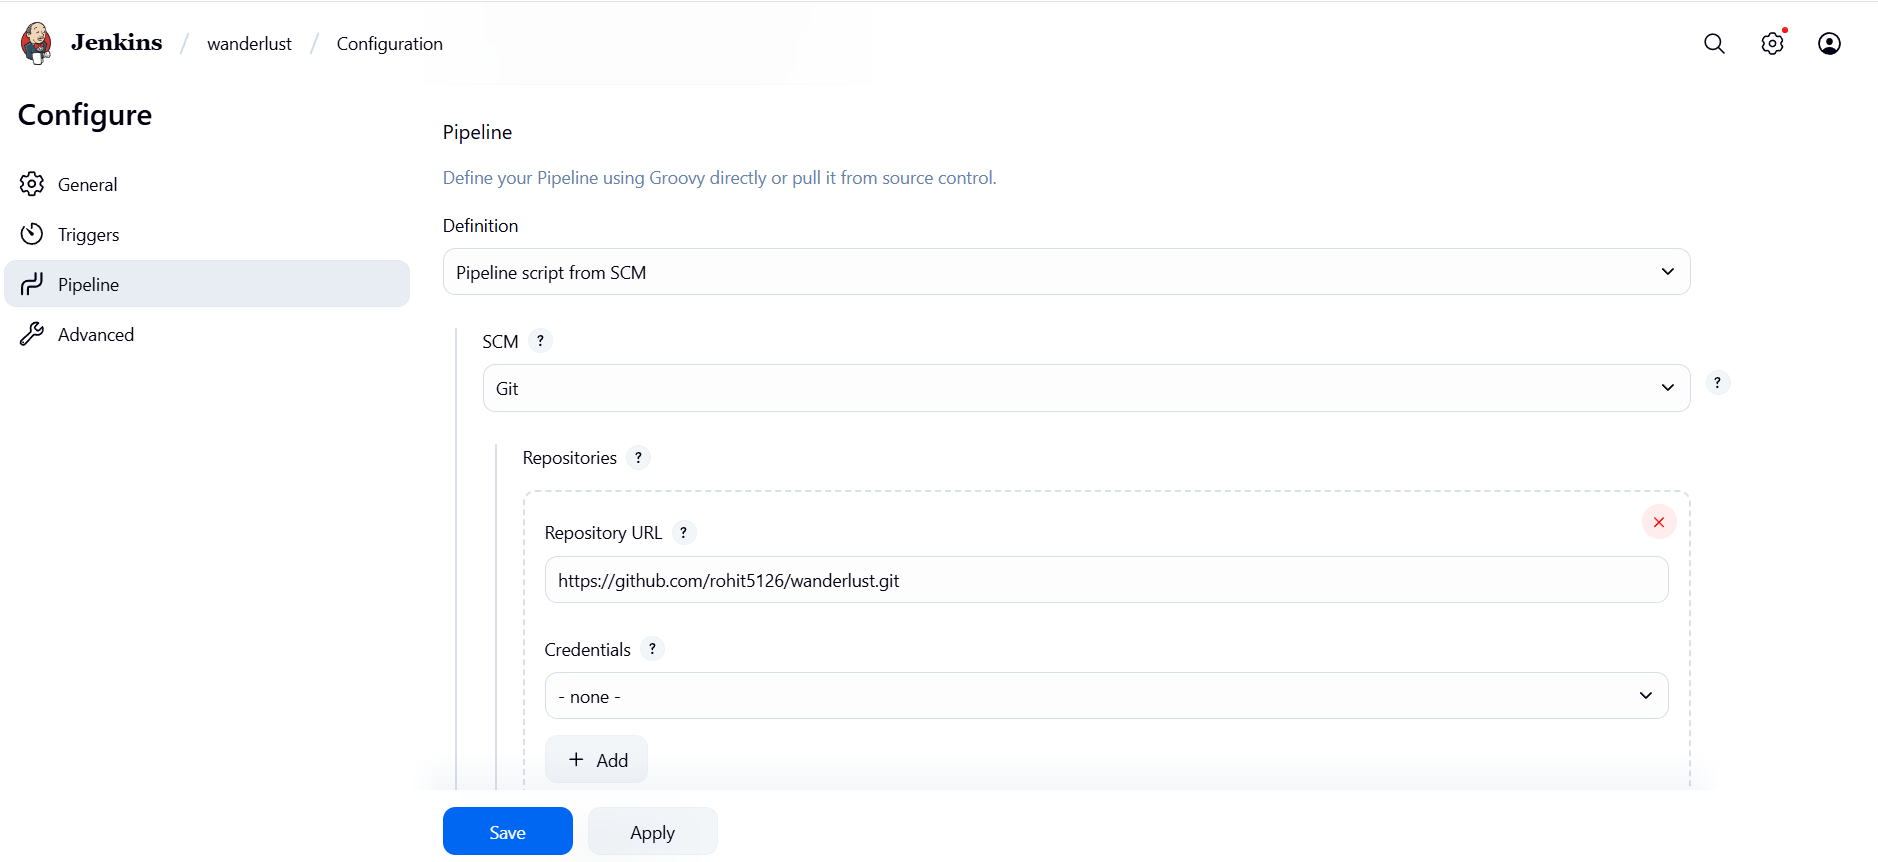 Jenkins / wanderlust / Configuration
Configure
General
Triggers
Pipeline
Advanced
Pipeline
Define your Pipeline using Groovy directly or pull it from source control.
Definition
Pipeline script from SCM
SCM ?
Git
?
Repositories ?
Repository URL ?
https://github.com/rohit5126/wanderlust.git
Credentials ?
- none -
+ Add
Save Apply